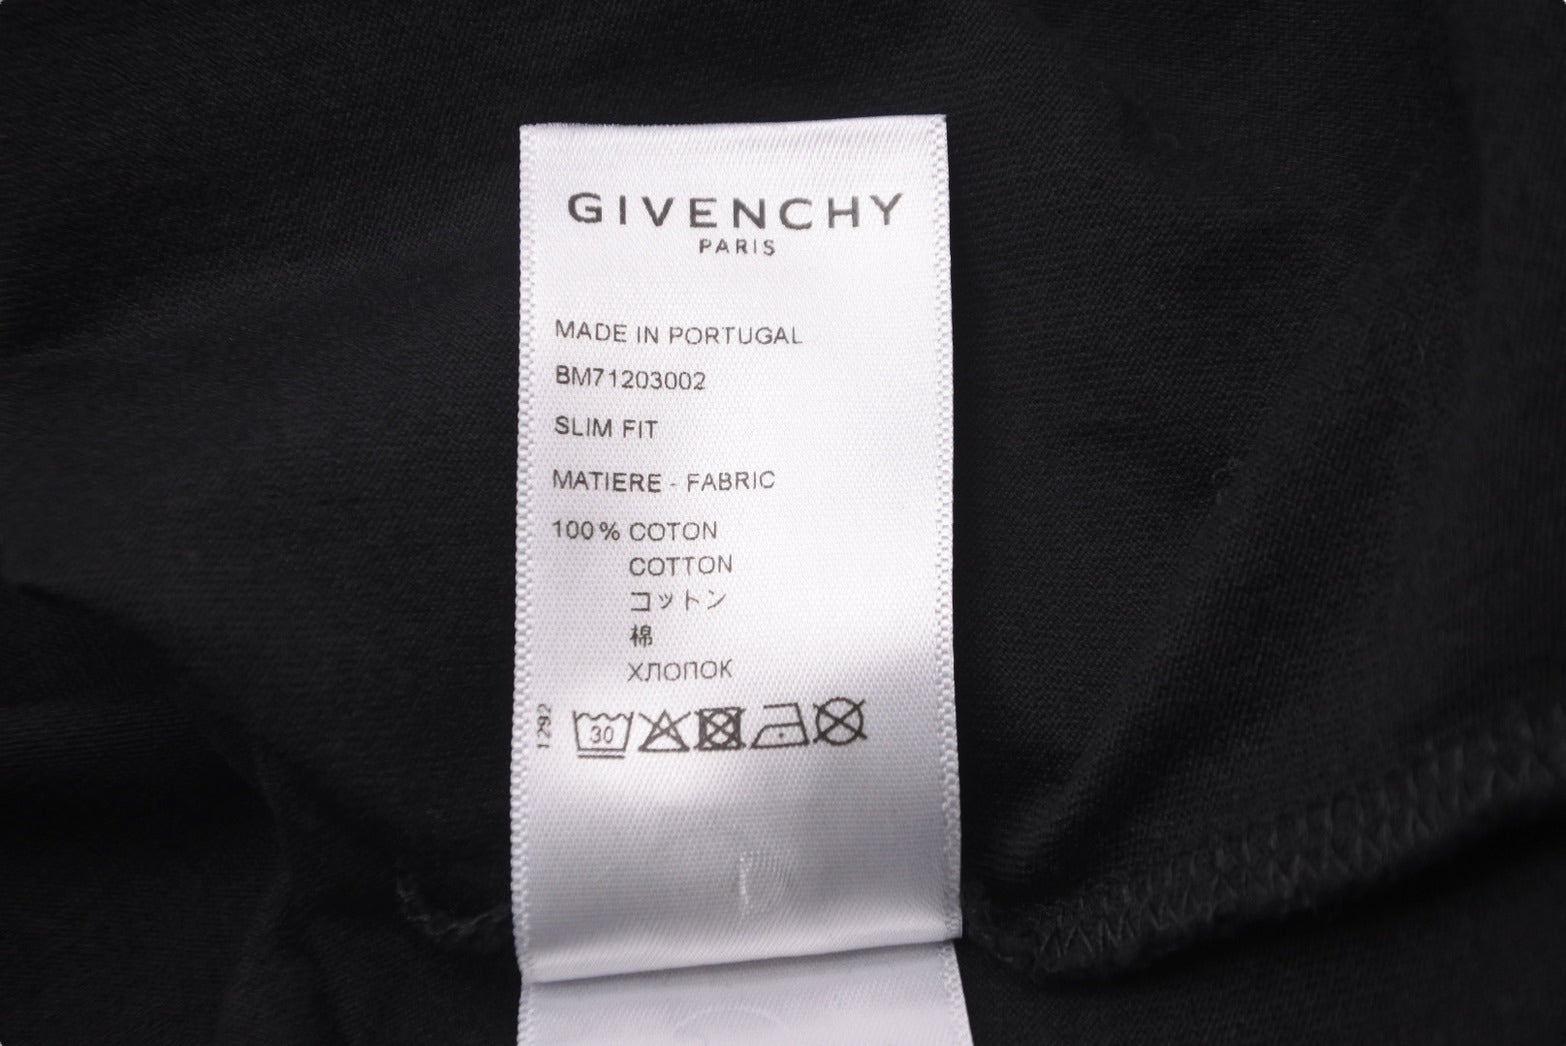 GIVENCHY
PARIS
MADE IN PORTUGAL
BM71203002
SLIM FIT
MATIERE - FABRIC
100% COTON
COTTON
コットン
棉
ХЛОПОК
1292
30